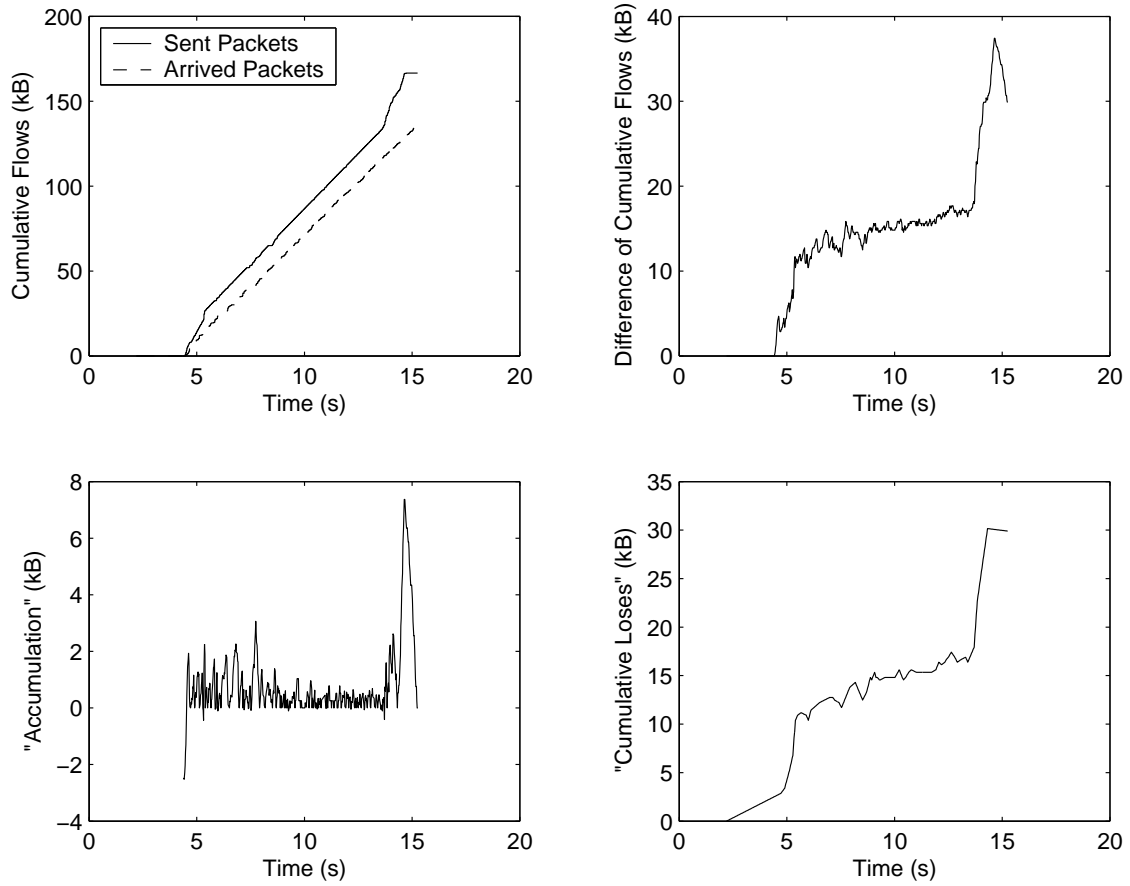 200
150
100
50
0
Cumulative Flows (kB)
Sent Packets
Arrived Packets
0 5 10 15 20
Time (s)
40
30
20
10
0
Difference of Cumulative Flows (kB)
0 5 10 15 20
Time (s)
8
6
4
2
0
−2
−4
"Accumulation" (kB)
0 5 10 15 20
Time (s)
35
30
25
20
15
10
5
0
"Cumulative Loses" (kB)
0 5 10 15 20
Time (s)